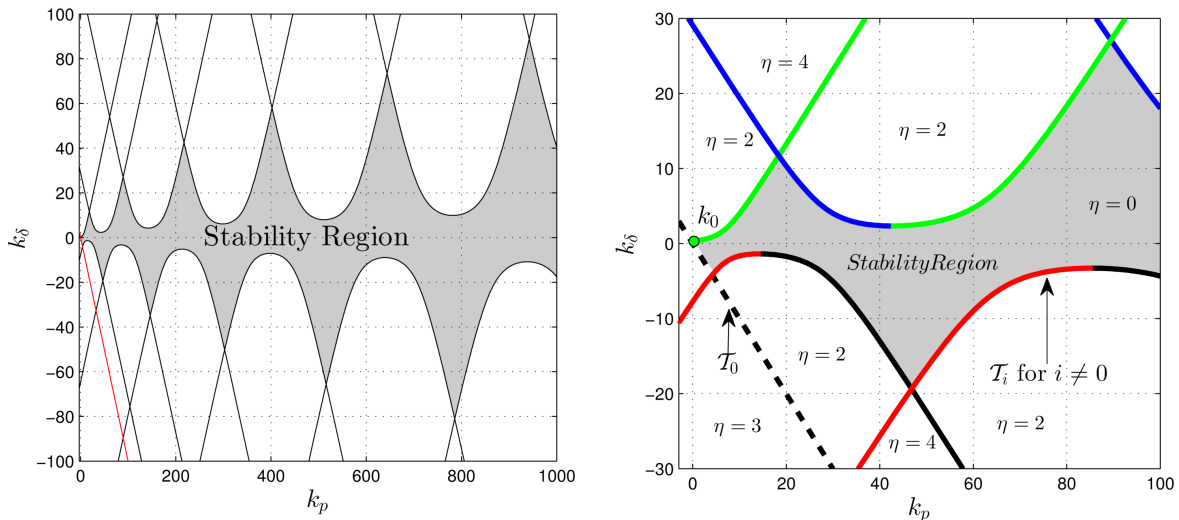 100
80
60
40
20
0
−20
−40
−60
−80
−100
k_δ
Stability Region
0
200
400
600
800
1000
k_p
30
20
10
0
−10
−20
−30
k_δ
η = 4
η = 2
η = 2
k_0
η = 0
StabilityRegion
𝒯_0
η = 2
𝒯_i for i ≠ 0
η = 3
η = 4
η = 2
0
20
40
60
80
100
k_p